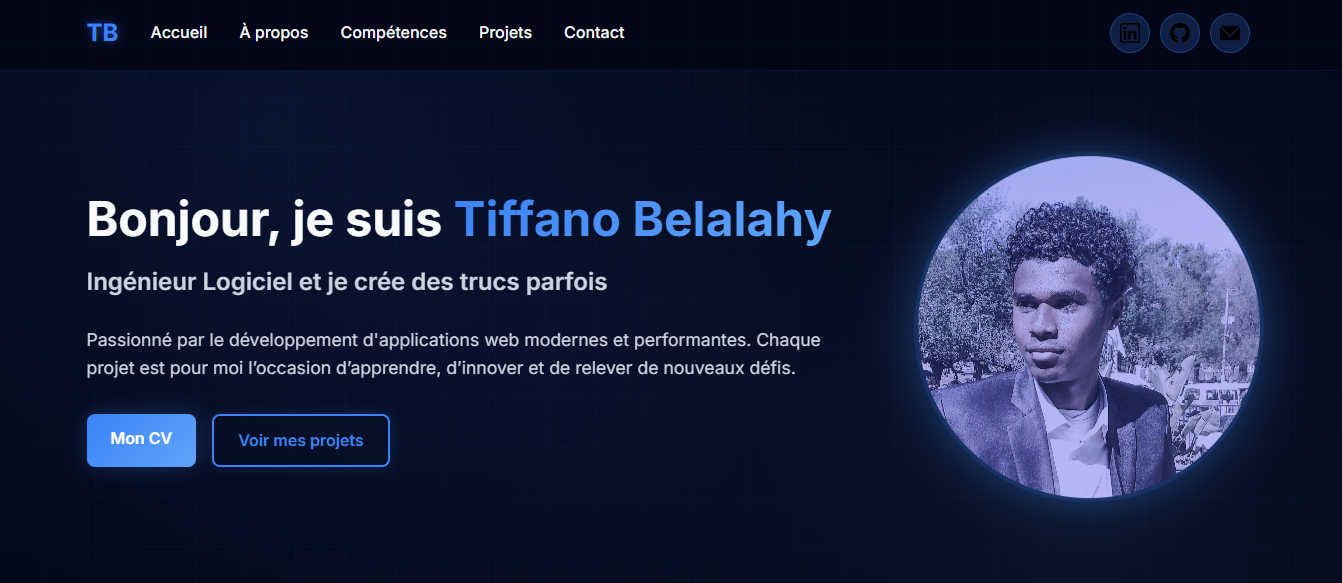 TB Accueil À propos Compétences Projets Contact in
Bonjour, je suis Tiffano Belalahy
Ingénieur Logiciel et je crée des trucs parfois
Passionné par le développement d'applications web modernes et performantes. Chaque
projet est pour moi l’occasion d’apprendre, d’innover et de relever de nouveaux défis.
Mon CV Voir mes projets